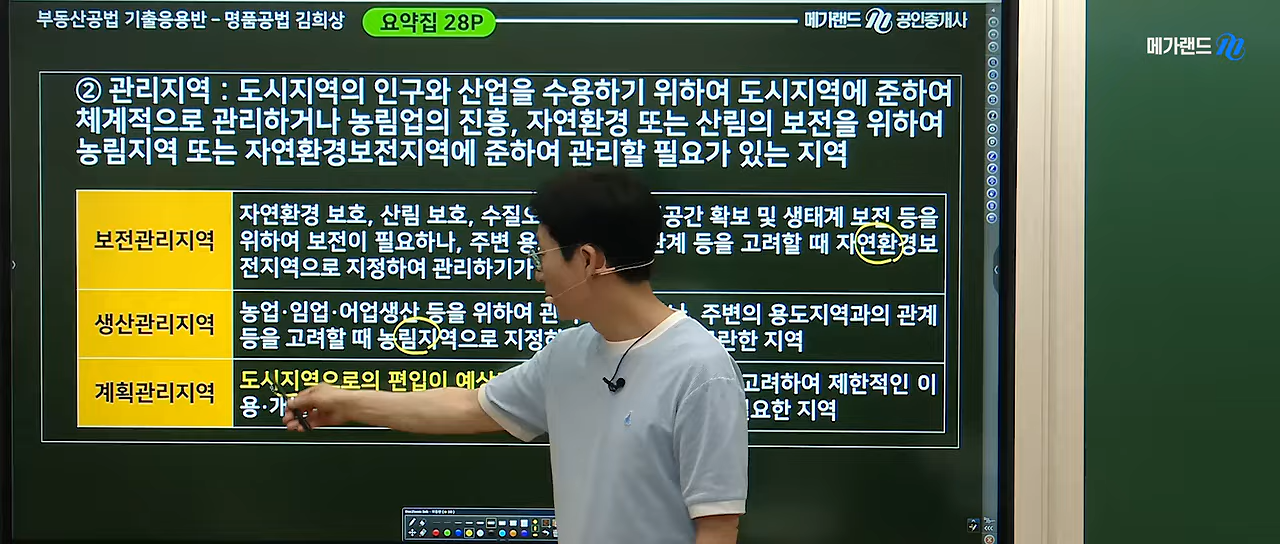 부동산공법 기출응용반 - 명품공법 김희상
요약집 28P
메가랜드 공인중개사
메가랜드
② 관리지역 : 도시지역의 인구와 산업을 수용하기 위하여 도시지역에 준하여
체계적으로 관리하거나 농림업의 진흥, 자연환경 또는 산림의 보전을 위하여
농림지역 또는 자연환경보전지역에 준하여 관리할 필요가 있는 지역
보전관리지역
자연환경 보호, 산림 보호, 수질오 공간 확보 및 생태계 보전 등을
위하여 보전이 필요하나, 주변 용 관계 등을 고려할 때 자연환경보
전지역으로 지정하여 관리하기가
생산관리지역
농업·임업·어업생산 등을 위하여 관 주변의 용도지역과의 관계
등을 고려할 때 농림지역으로 지정하 란한 지역
계획관리지역
도시지역으로의 편입이 예상 고려하여 제한적인 이
용· 요한 지역